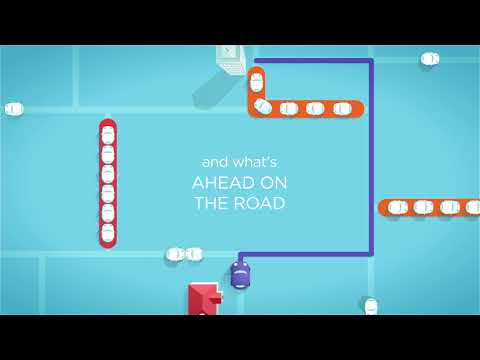 and what's
AHEAD ON
THE ROAD